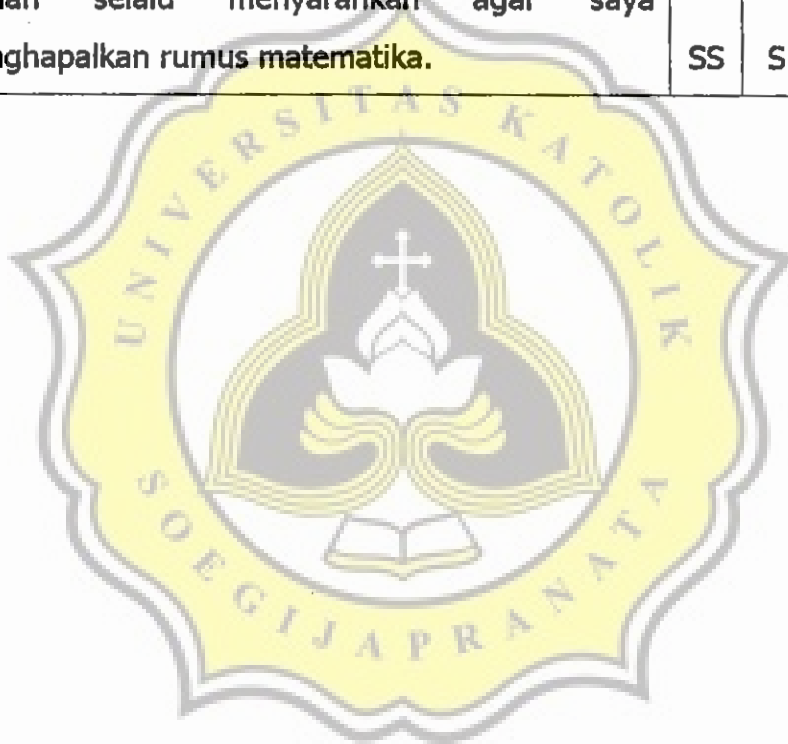 selalu menyarankan agar saya
nghapalkan rumus matematika. SS S
UNIVERSITAS KATOLIK
SOEGIJAPRANATA